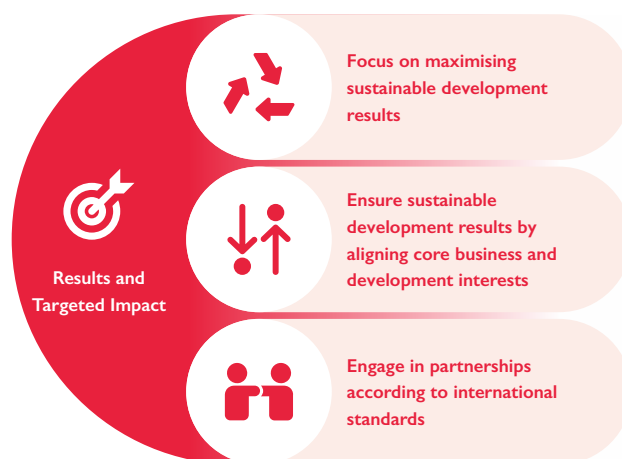 Focus on maximising
sustainable development
results
Results and
Targeted Impact
Ensure sustainable
development results by
aligning core business and
development interests
Engage in partnerships
according to international
standards